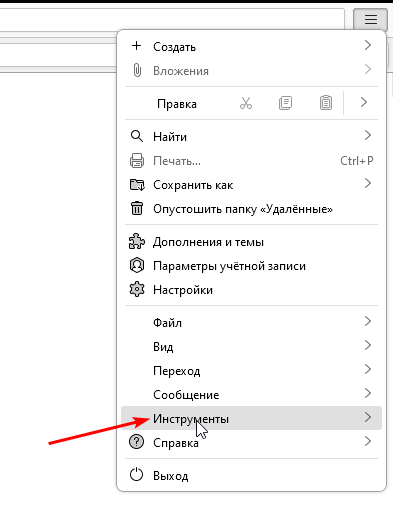 Создать
Вложения
Правка
Найти
Печать... Ctrl+P
Сохранить как
Опустошить папку «Удалённые»
Дополнения и темы
Параметры учётной записи
Настройки
Файл
Вид
Переход
Сообщение
Инструменты
Справка
Выход